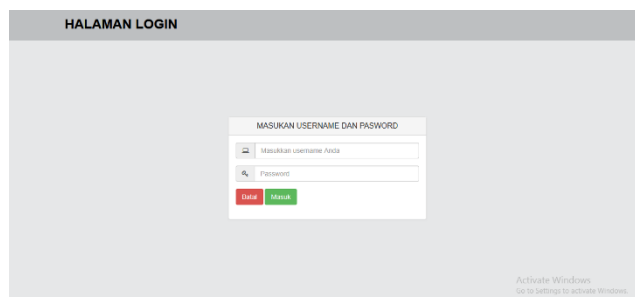 HALAMAN LOGIN
MASUKAN USERNAME DAN PASWORD
Masukkan username Anda
Password
Batal Masuk
Activate Windows
Go to Settings to activate Windows.